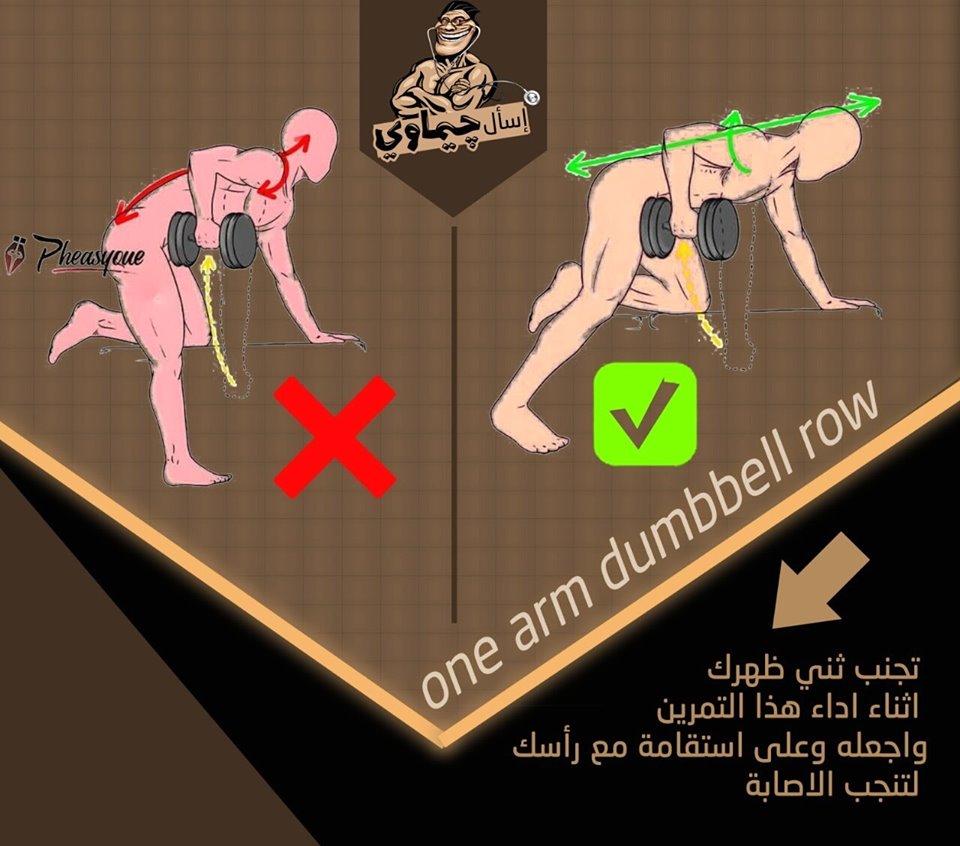 إسأل چيماوي
Pheasyque
one arm dumbbell row
تجنب ثني ظهرك
اثناء اداء هذا التمرين
واجعله وعلى استقامة مع رأسك
لتنجب الاصابة